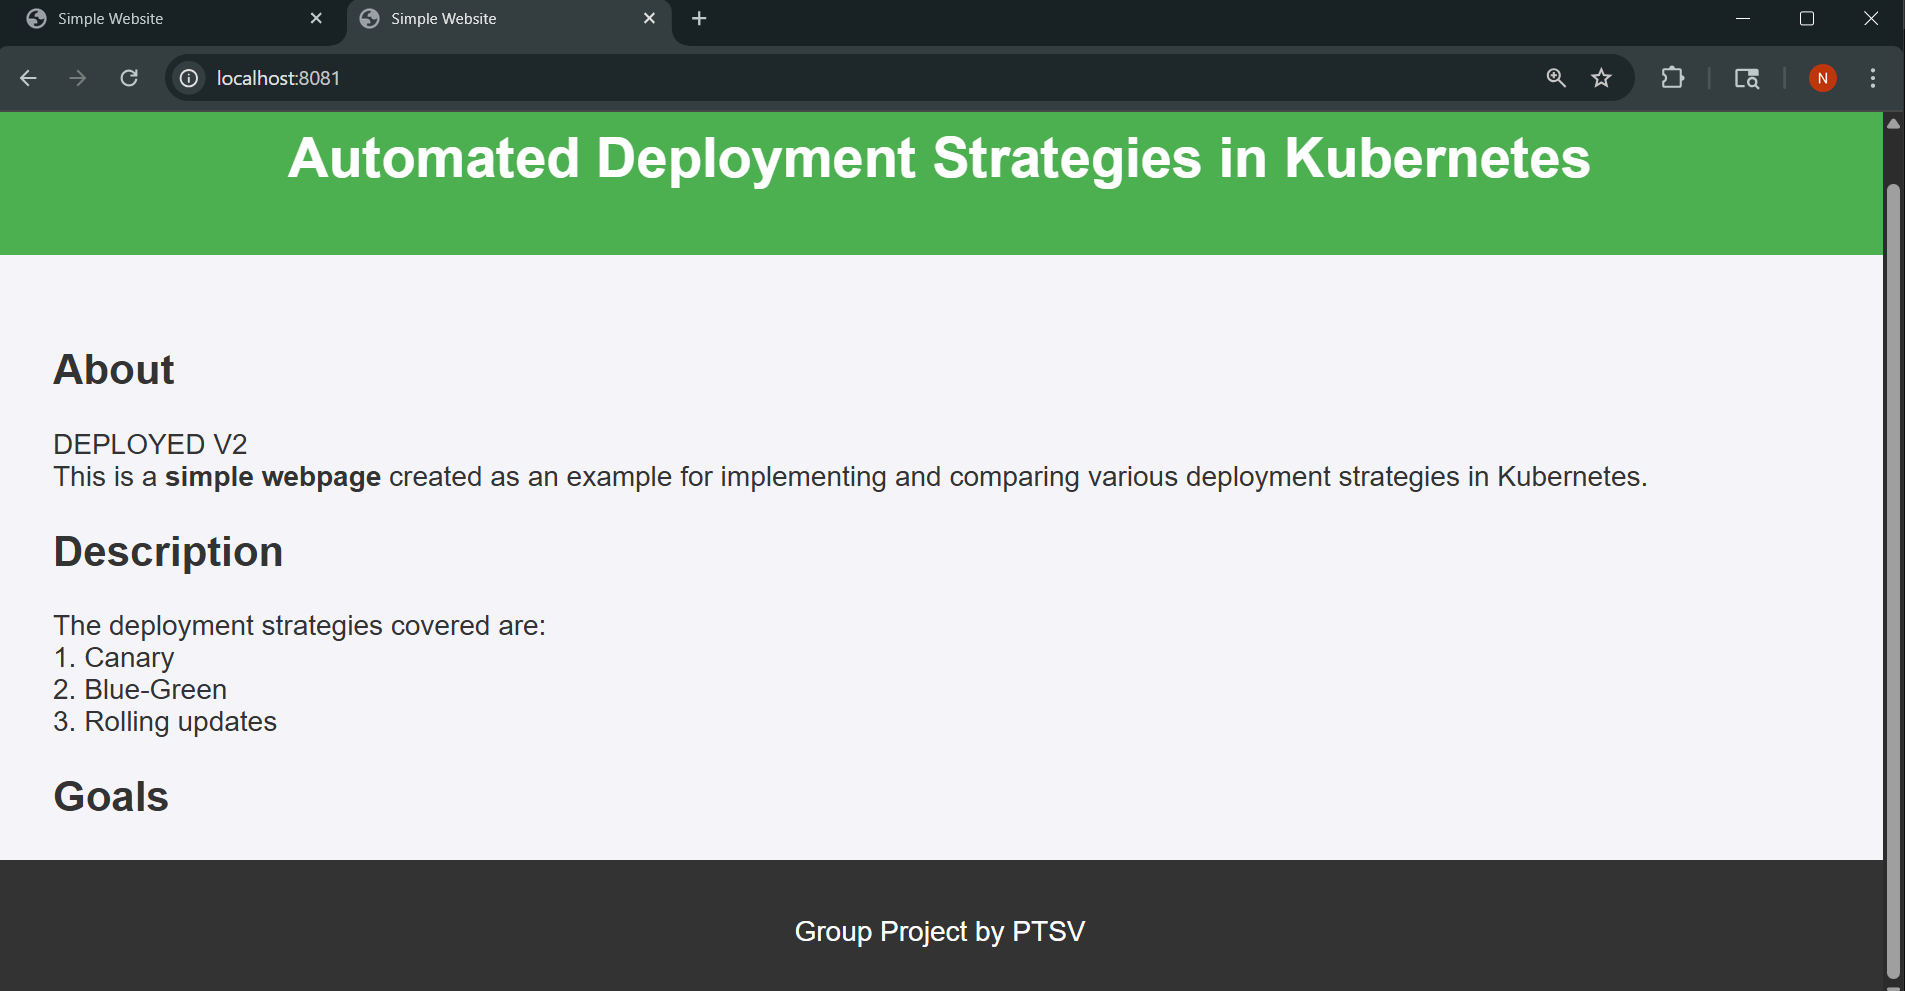 Simple Website
Simple Website
localhost:8081
N
Automated Deployment Strategies in Kubernetes
About
DEPLOYED V2
This is a simple webpage created as an example for implementing and comparing various deployment strategies in Kubernetes.
Description
The deployment strategies covered are:
1. Canary
2. Blue-Green
3. Rolling updates
Goals
Group Project by PTSV